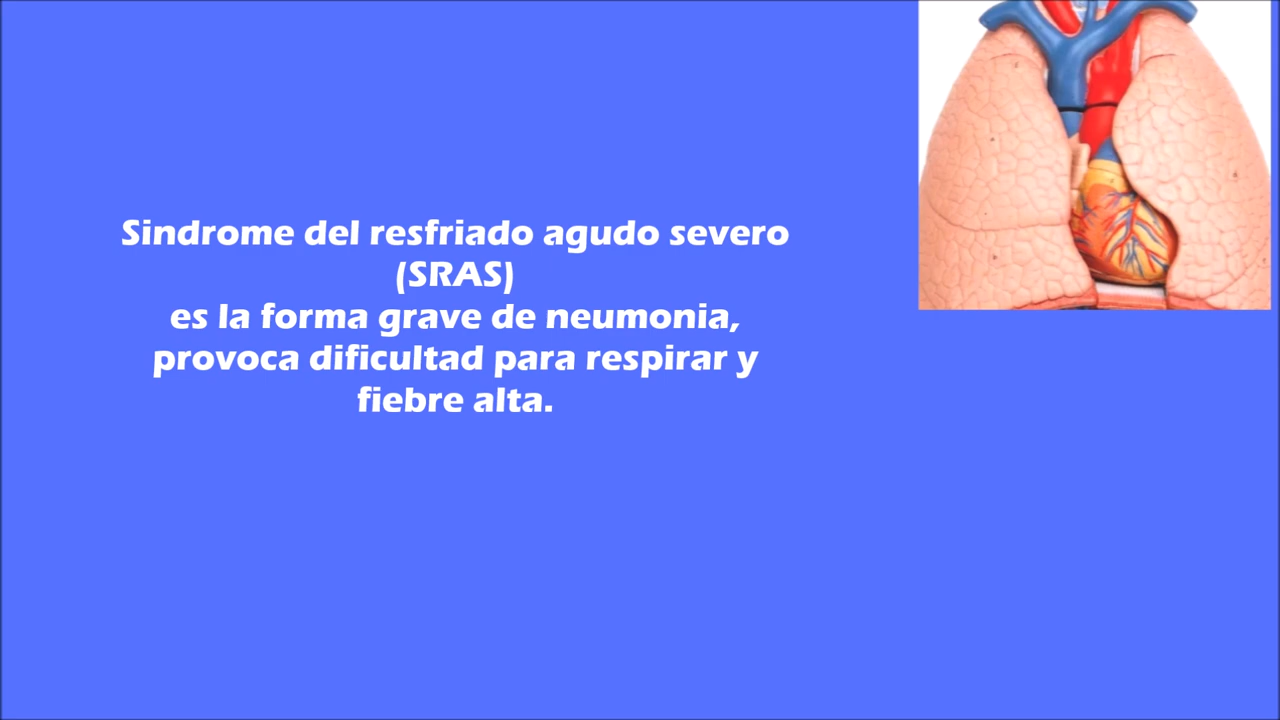 Sindrome del resfriado agudo severo
(SRAS)
es la forma grave de neumonia,
provoca dificultad para respirar y
fiebre alta.